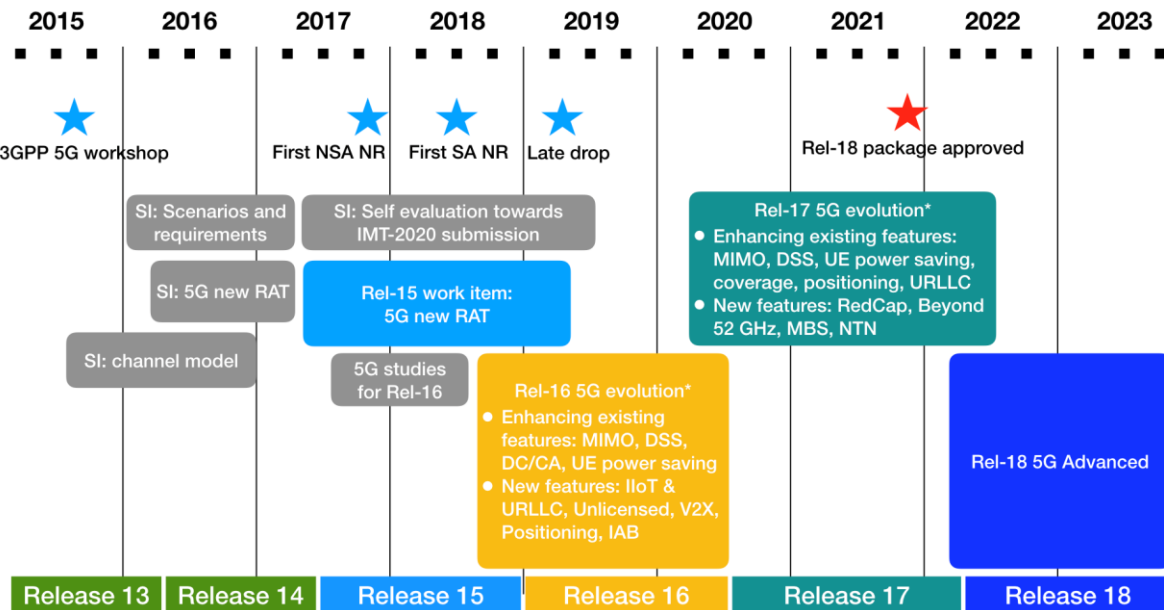 2015 2016 2017 2018 2019 2020 2021 2022 2023
3GPP 5G workshop
First NSA NR
First SA NR
Late drop
Rel-18 package approved
SI: Scenarios and
requirements
SI: Self evaluation towards
IMT-2020 submission
SI: 5G new RAT
Rel-15 work item:
5G new RAT
SI: channel model
5G studies
for Rel-16
Rel-16 5G evolution*
● Enhancing existing
features: MIMO, DSS,
DC/CA, UE power saving
● New features: IIoT &
URLLC, Unlicensed, V2X,
Positioning, IAB
Rel-17 5G evolution*
● Enhancing existing features:
MIMO, DSS, UE power saving,
coverage, positioning, URLLC
● New features: RedCap, Beyond
52 GHz, MBS, NTN
Rel-18 5G Advanced
Release 13 Release 14 Release 15 Release 16 Release 17 Release 18